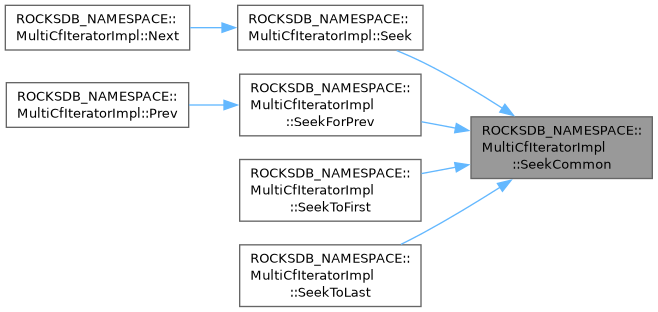 ROCKSDB_NAMESPACE::
MultiCfIteratorImpl::Next
ROCKSDB_NAMESPACE::
MultiCfIteratorImpl::Seek
ROCKSDB_NAMESPACE::
MultiCfIteratorImpl::Prev
ROCKSDB_NAMESPACE::
MultiCfIteratorImpl
::SeekForPrev
ROCKSDB_NAMESPACE::
MultiCfIteratorImpl
::SeekCommon
ROCKSDB_NAMESPACE::
MultiCfIteratorImpl
::SeekToFirst
ROCKSDB_NAMESPACE::
MultiCfIteratorImpl
::SeekToLast